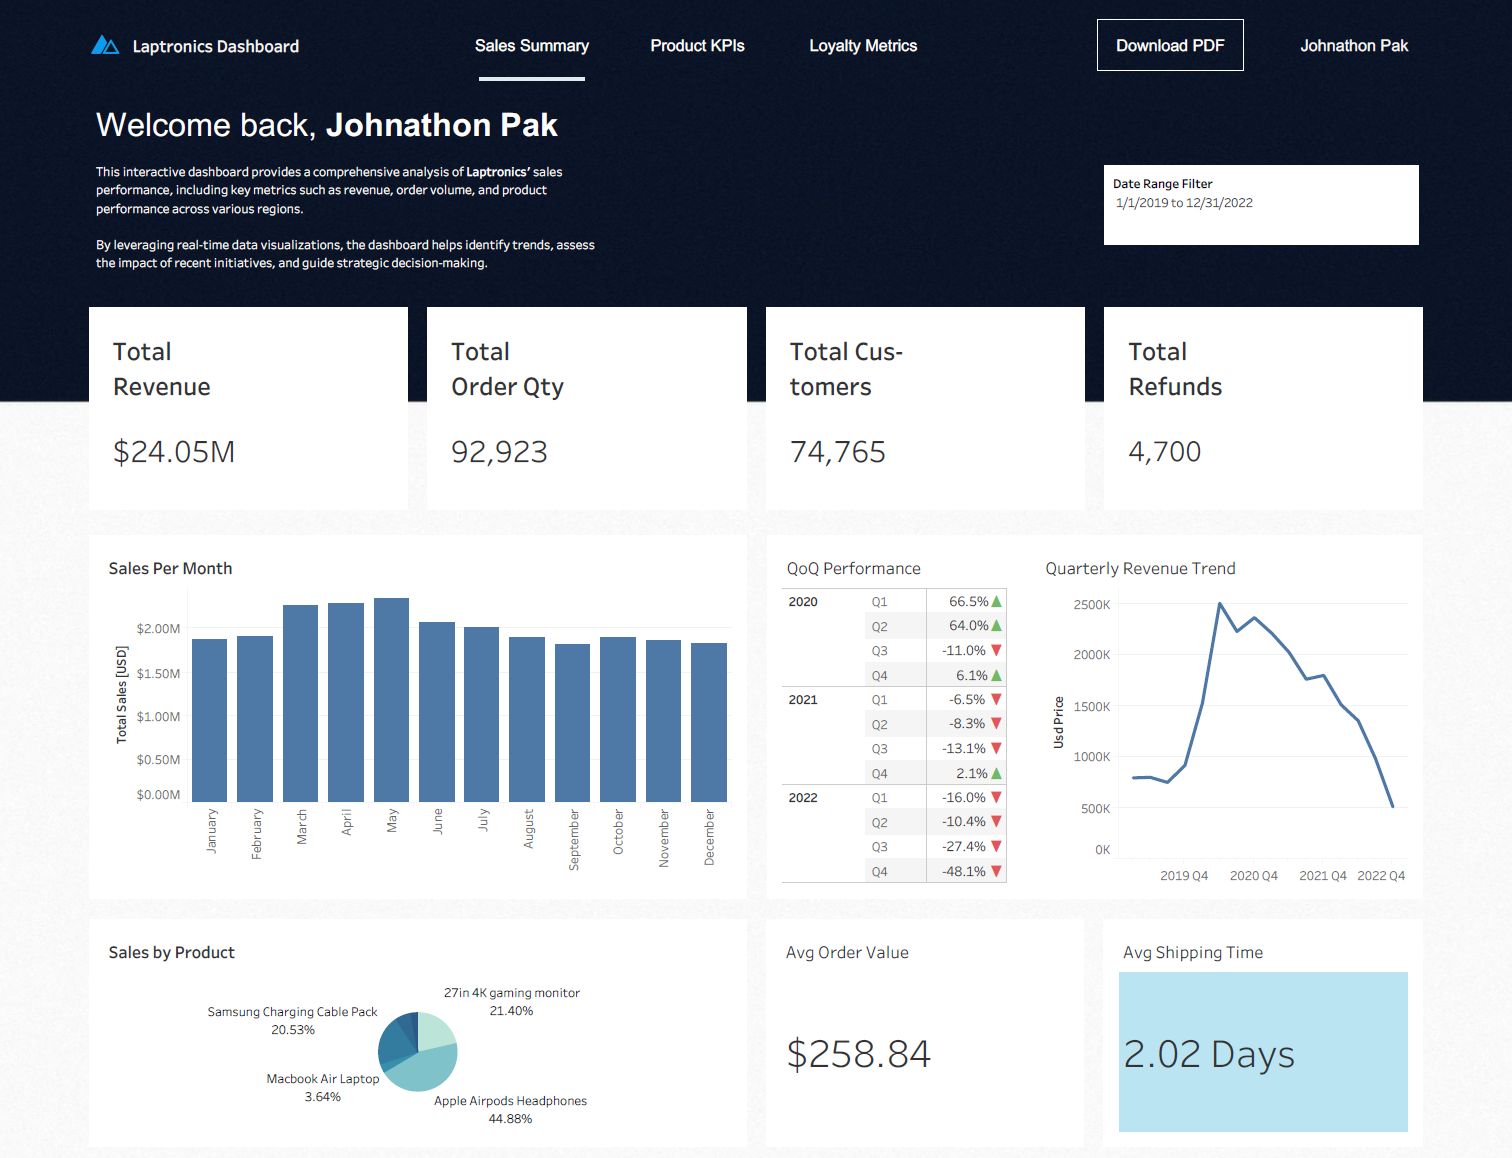 Laptronics Dashboard
Sales Summary
Product KPIs
Loyalty Metrics
Download PDF
Johnathon Pak
Welcome back, Johnathon Pak
This interactive dashboard provides a comprehensive analysis of Laptronics’ sales
performance, including key metrics such as revenue, order volume, and product
performance across various regions.
By leveraging real-time data visualizations, the dashboard helps identify trends, assess
the impact of recent initiatives, and guide strategic decision-making.
Date Range Filter
1/1/2019 to 12/31/2022
Total
Revenue
$24.05M
Total
Order Qty
92,923
Total Cus-
tomers
74,765
Total
Refunds
4,700
Sales Per Month
Total Sales [USD]
$2.00M
$1.50M
$1.00M
$0.50M
$0.00M
January
February
March
April
May
June
July
August
September
October
November
December
QoQ Performance
2020 Q1 66.5% ▲
Q2 64.0% ▲
Q3 -11.0% ▼
Q4 6.1% ▲
2021 Q1 -6.5% ▼
Q2 -8.3% ▼
Q3 -13.1% ▼
Q4 2.1% ▲
2022 Q1 -16.0% ▼
Q2 -10.4% ▼
Q3 -27.4% ▼
Q4 -48.1% ▼
Quarterly Revenue Trend
Usd Price
2500K
2000K
1500K
1000K
500K
0K
2019 Q4
2020 Q4
2021 Q4
2022 Q4
Sales by Product
27in 4K gaming monitor
21.40%
Samsung Charging Cable Pack
20.53%
Macbook Air Laptop
3.64%
Apple Airpods Headphones
44.88%
Avg Order Value
$258.84
Avg Shipping Time
2.02 Days